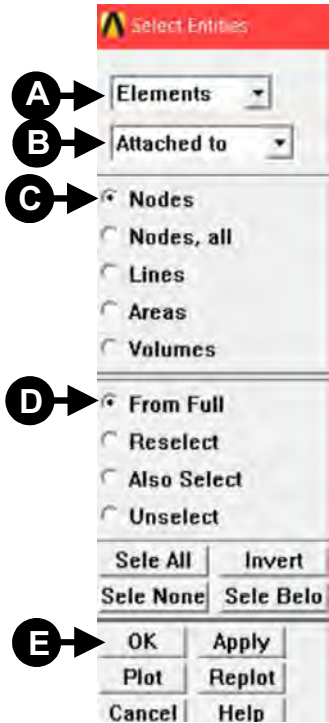 Select Entities
A Elements
B Attached to
C Nodes
Nodes, all
Lines
Areas
Volumes
D From Full
Reselect
Also Select
Unselect
Sele All Invert
Sele None Sele Belo
E OK Apply
Plot Replot
Cancel Help